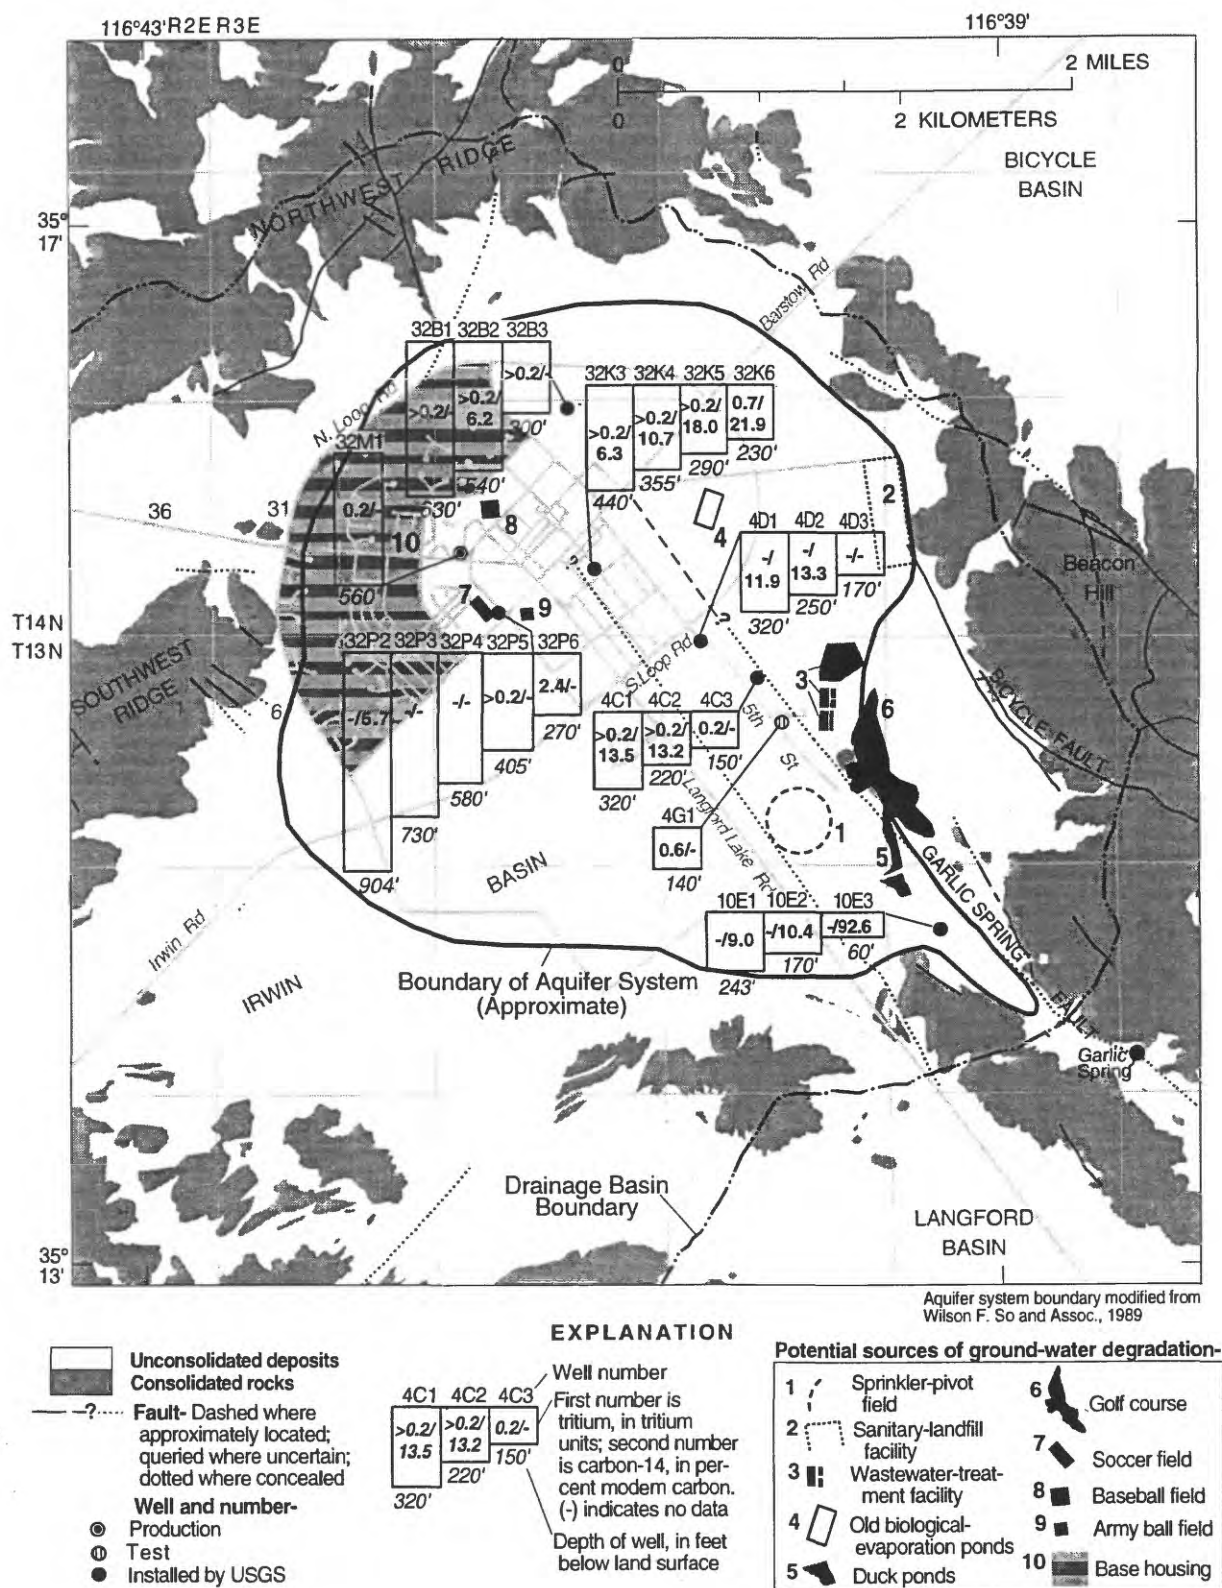 116°43' R2E R3E
116°39'
0 2 MILES
0 2 KILOMETERS
BICYCLE
BASIN
NORTHWEST RIDGE
35°
17'
Barstow Rd
32B1 32B2 32B3
>0.2/- >0.2/ >0.2/-
6.2
300'
540'
630'
N. Loop Rd
32K3 32K4 32K5 32K6
>0.2/ >0.2/ >0.2/ 0.7/
6.3 10.7 18.0 21.9
230'
290'
355'
440'
32M1
0.2/-
560'
36 31
10
8
4
2
4D1 4D2 4D3
-/ -/ -/-
11.9 13.3
170'
250'
320'
Beacon
Hill
7
9
?
?
T14N
T13N
SOUTHWEST
RIDGE
6
32P2 32P3 32P4 32P5 32P6
-/5.7 -/- -/- >0.2/- 2.4/-
270'
405'
580'
730'
904'
S. Loop Rd
3
6
BICYCLE FAULT
4C1 4C2 4C3
>0.2/ >0.2/ 0.2/-
13.5 13.2
150'
220'
320'
5th St
Langford Lake Rd
4G1
0.6/-
140'
1
5
GARLIC SPRING FAULT
BASIN
10E1 10E2 10E3
-/9.0 -/10.4 -/92.6
60'
170'
243'
Irwin Rd
IRWIN
Boundary of Aquifer System
(Approximate)
Garlic
Spring
Drainage Basin
Boundary
LANGFORD
BASIN
35°
13'
Aquifer system boundary modified from
Wilson F. So and Assoc., 1989
EXPLANATION
Unconsolidated deposits
Consolidated rocks
?
Fault- Dashed where
approximately located;
queried where uncertain;
dotted where concealed
Well and number-
Production
Test
Installed by USGS
4C1 4C2 4C3
>0.2/ >0.2/ 0.2/-
13.5 13.2
150'
220'
320'
Well number
First number is
tritium, in tritium
units; second number
is carbon-14, in per-
cent modern carbon.
(-) indicates no data
Depth of well, in feet
below land surface
Potential sources of ground-water degradation-
1 Sprinkler-pivot
field
2 Sanitary-landfill
facility
3 Wastewater-treat-
ment facility
4 Old biological-
evaporation ponds
5 Duck ponds
6 Golf course
7 Soccer field
8 Baseball field
9 Army ball field
10 Base housing